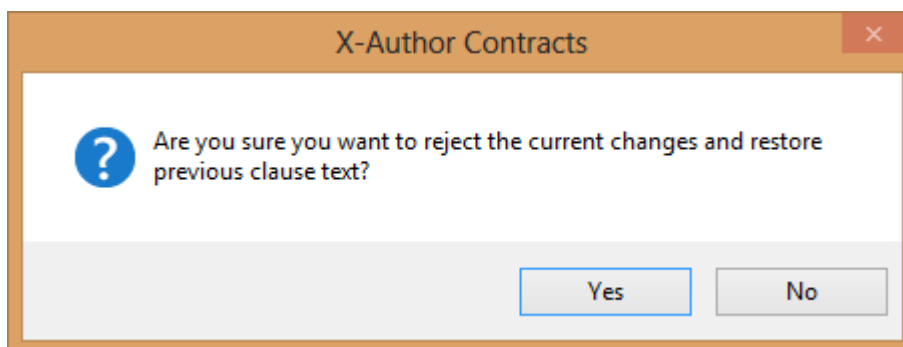 X-Author Contracts
Are you sure you want to reject the current changes and restore
previous clause text?
Yes
No